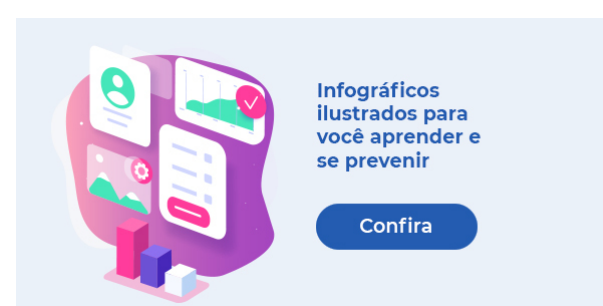 Infográficos
ilustrados para
você aprender e
se prevenir
Confira